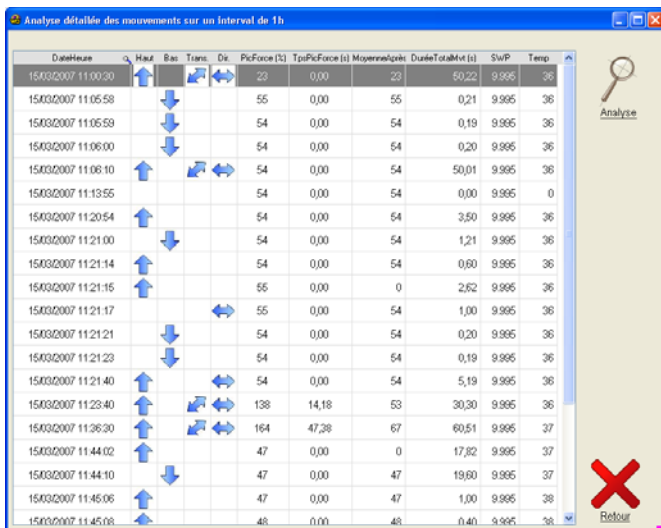 Analyse détaillée des mouvements sur un interval de 1h
DateHeure Haut Bas Trans. Dir. PicForce (%) TpsPicForce (s) MoyenneAprès DuréeTotalMvt (s) SWP Temp
15/03/2007 11:00:30 23 0,00 23 50,22 9.995 36
Analyse
15/03/2007 11:05:58 55 0,00 55 0,21 9.995 36
15/03/2007 11:05:59 54 0,00 54 0,19 9.995 36
15/03/2007 11:06:00 54 0,00 54 0,20 9.995 36
15/03/2007 11:06:10 54 0,00 54 50,01 9.995 36
15/03/2007 11:13:55 54 0,00 54 0,00 9.995 0
15/03/2007 11:20:54 54 0,00 54 3,50 9.995 36
15/03/2007 11:21:00 54 0,00 54 1,21 9.995 36
15/03/2007 11:21:14 54 0,00 54 0,60 9.995 36
15/03/2007 11:21:15 55 0,00 0 2,62 9.995 36
15/03/2007 11:21:17 55 0,00 54 1,00 9.995 36
15/03/2007 11:21:21 54 0,00 54 0,20 9.995 36
15/03/2007 11:21:23 54 0,00 54 0,19 9.995 36
15/03/2007 11:21:40 54 0,00 54 5,19 9.995 36
15/03/2007 11:23:40 138 14,18 53 30,30 9.995 36
15/03/2007 11:36:30 164 47,38 67 60,51 9.995 37
15/03/2007 11:44:02 47 0,00 0 17,82 9.995 37
15/03/2007 11:44:10 47 0,00 47 19,60 9.995 37
15/03/2007 11:45:06 47 0,00 47 1,00 9.995 38
15/03/2007 11:45:08 48 0,00 48 0,40 9.995 38
Retour